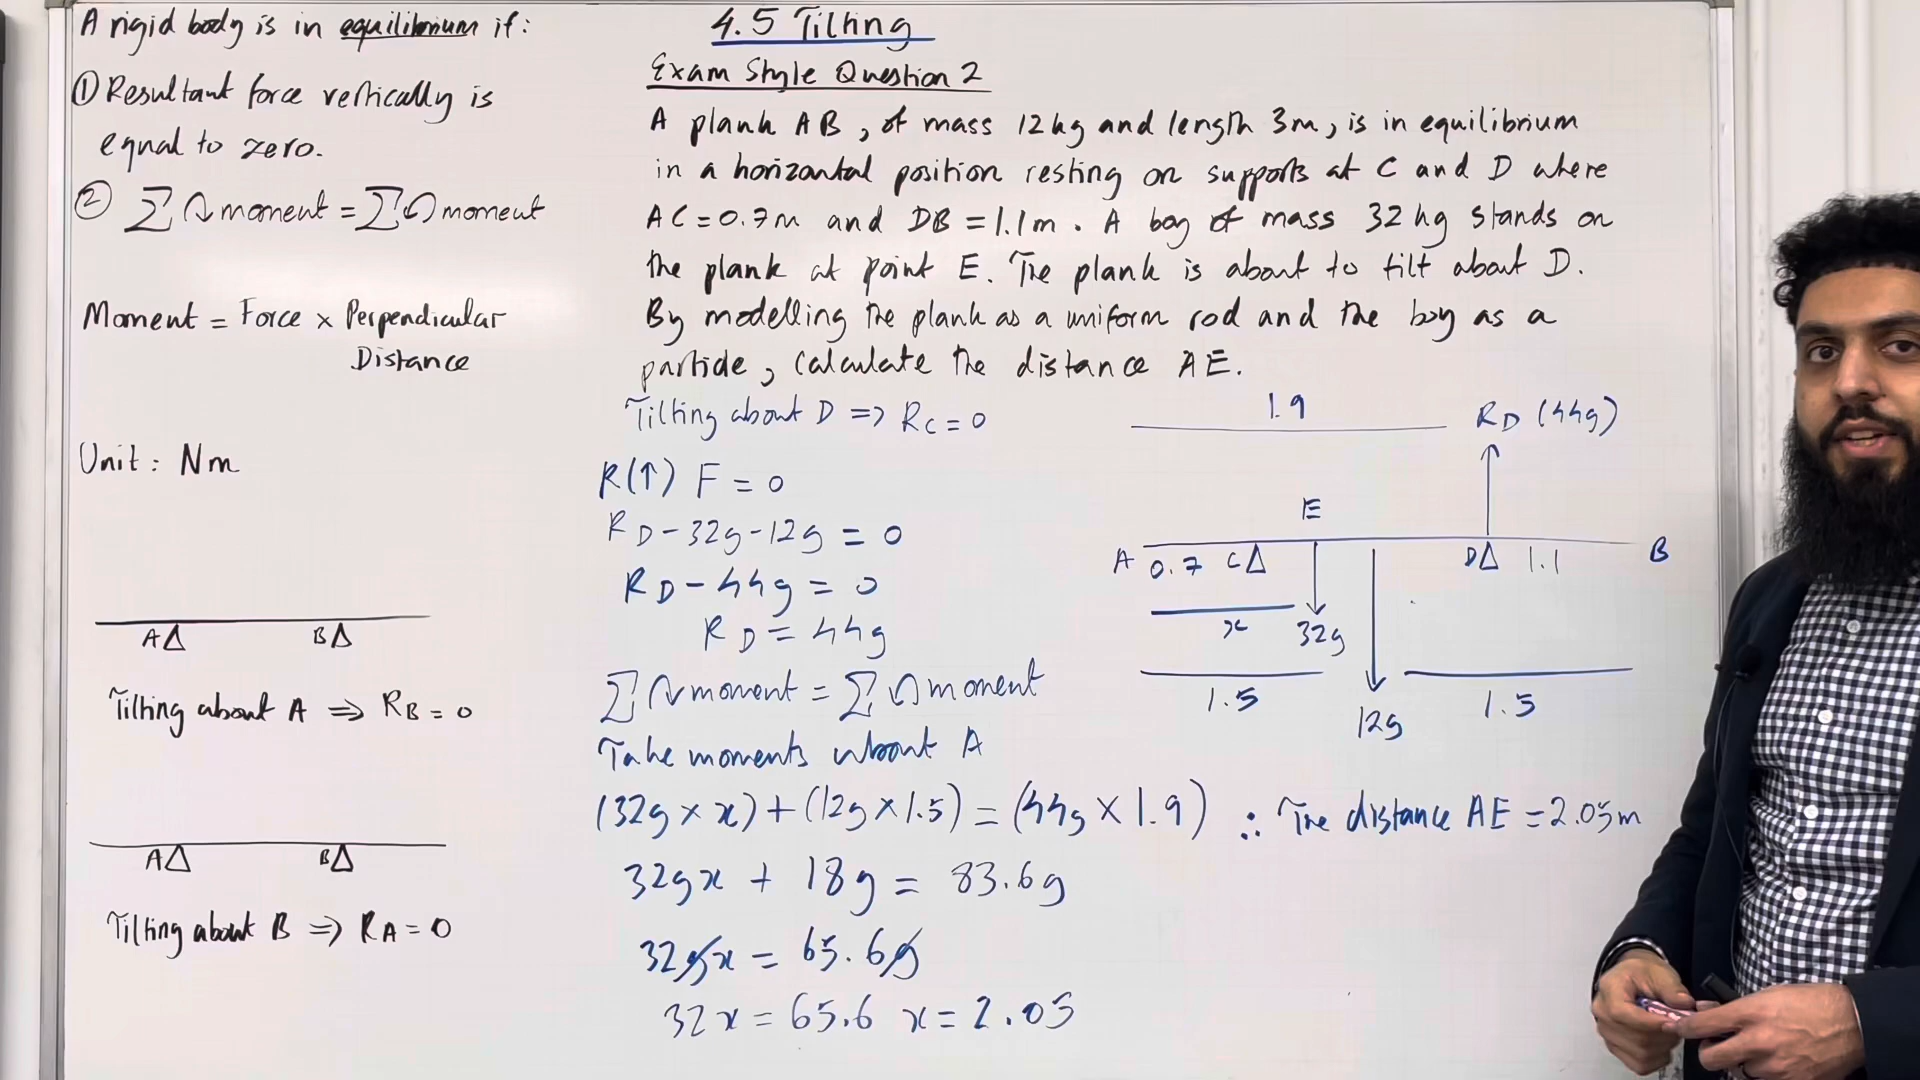 A rigid body is in equilibrium if:
① Resultant force vertically is
equal to zero.
② Σ↻moment = Σ↺moment
Moment = Force × Perpendicular
Distance
Unit: Nm
A△ B△
Tilting about A ⇒ RB = 0
A△ B△
Tilting about B ⇒ RA = 0
4.5 Tilting
Exam Style Question 2
A plank AB, of mass 12kg and length 3m, is in equilibrium
in a horizontal position resting on supports at C and D where
AC = 0.7m and DB = 1.1m. A boy of mass 32kg stands on
the plank at point E. The plank is about to tilt about D.
By modelling the plank as a uniform rod and the boy as a
particle, calculate the distance AE.
Tilting about D ⇒ RC = 0
R(↑) F = 0
RD - 32g - 12g = 0
RD - 44g = 0
RD = 44g
Σ↻moment = Σ↺moment
Take moments about A
(32g × x) + (12g × 1.5) = (44g × 1.9)
32gx + 18g = 83.6g
32gx = 65.6g
32x = 65.6 x = 2.05
1.9 RD (44g)
E
A 0.7 C△ D△ 1.1 B
x 32g
1.5 12g 1.5
∴ The distance AE = 2.05m